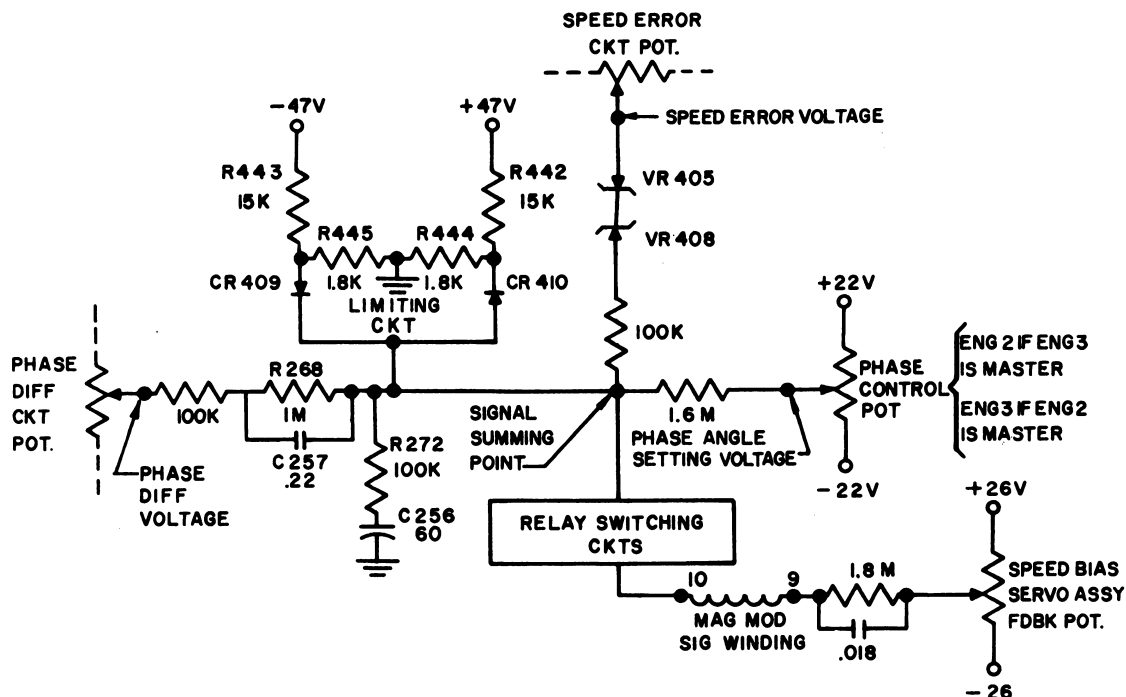 SPEED ERROR
CKT POT.
SPEED ERROR VOLTAGE
-47V
+47V
R443
15K
R442
15K
VR 405
VR 408
R445
R444
1.8K
1.8K
CR 409
CR 410
LIMITING
CKT
100K
+22V
PHASE
CONTROL
POT
ENG 2 IF ENG 3
IS MASTER
ENG 3 IF ENG 2
IS MASTER
-22V
PHASE
DIFF
CKT
POT.
100K
R 268
1M
C 257
.22
PHASE
DIFF
VOLTAGE
R 272
100K
C 256
60
SIGNAL
SUMMING
POINT
1.6 M
PHASE ANGLE
SETTING VOLTAGE
RELAY SWITCHING
CKTS
10
9
MAG MOD
SIG WINDING
1.8 M
.018
+26V
SPEED BIAS
SERVO ASSY
FDBK POT.
- 26